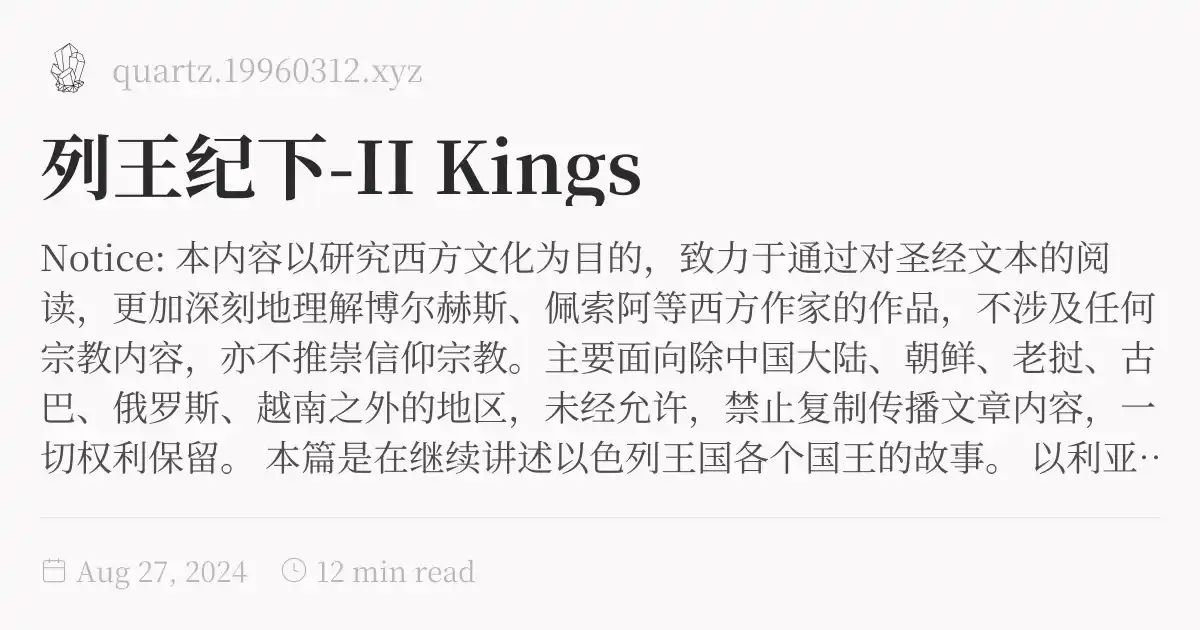 quartz.19960312.xyz
列王纪下-II Kings
Notice: 本内容以研究西方文化为目的，致力于通过对圣经文本的阅
读，更加深刻地理解博尔赫斯、佩索阿等西方作家的作品，不涉及任何
宗教内容，亦不推崇信仰宗教。主要面向除中国大陆、朝鲜、老挝、古
巴、俄罗斯、越南之外的地区，未经允许，禁止复制传播文章内容，一
切权利保留。 本篇是在继续讲述以色列王国各个国王的故事。 以利亚··
Aug 27, 2024 12 min read